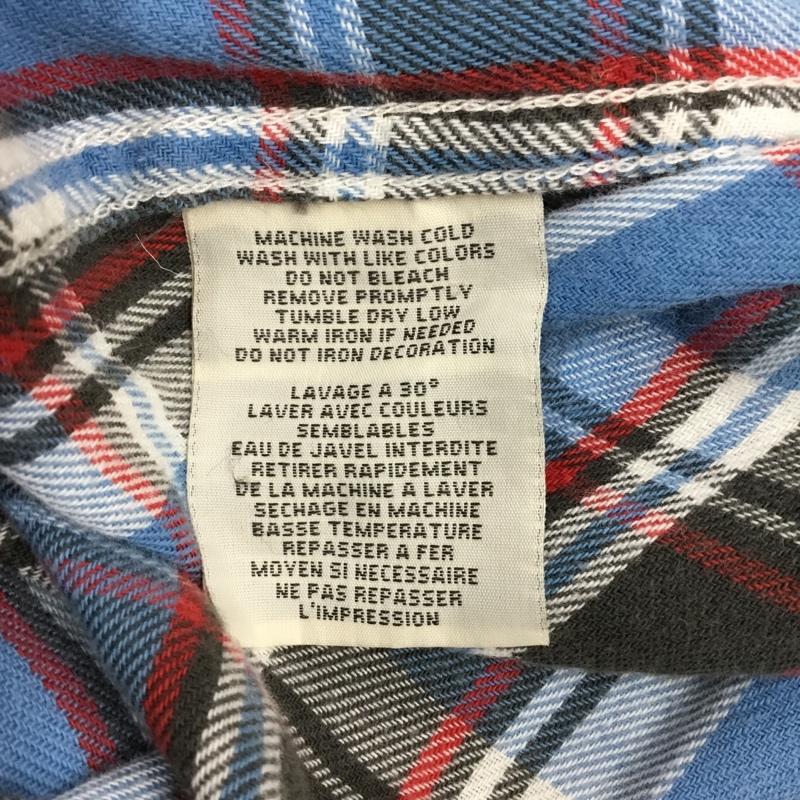 MACHINE WASH COLD
WASH WITH LIKE COLORS
DO NOT BLEACH
REMOVE PROMPTLY
TUMBLE DRY LOW
WARM IRON IF NEEDED
DO NOT IRON DECORATION
LAVAGE A 30°
LAVER AVEC COULEURS
SEMBLABLES
EAU DE JAVEL INTERDITE
RETIRER RAPIDEMENT
DE LA MACHINE A LAVER
SECHAGE EN MACHINE
BASSE TEMPERATURE
REPASSER A FER
MOYEN SI NECESSAIRE
NE PAS REPASSER
L'IMPRESSION